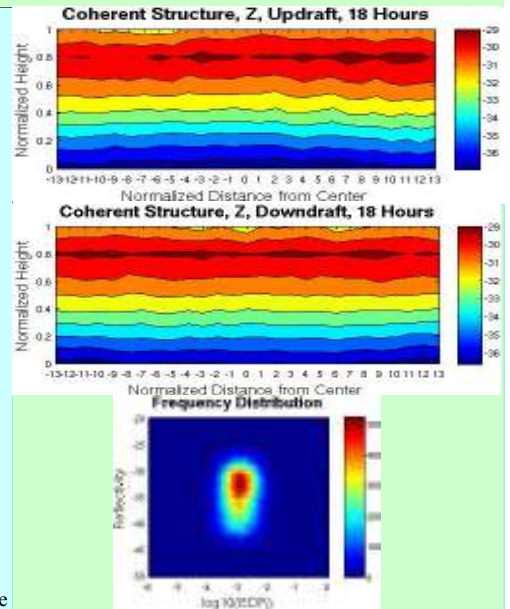 Coherent Structure, Z, Updraft, 18 Hours
Normalized Height
1
0.8
0.6
0.4
0.2
0
-13-12-11-10-9 -8 -7 -6 -5 -4 -3 -2 -1 0 1 2 3 4 5 6 7 8 9 10 11 12 13
Normalized Distance from Center
-29
-30
-31
-32
-33
-34
-35
-36
Coherent Structure, Z, Downdraft, 18 Hours
Normalized Height
1
0.8
0.6
0.4
0.2
0
-13-12-11-10-9 -8 -7 -6 -5 -4 -3 -2 -1 0 1 2 3 4 5 6 7 8 9 10 11 12 13
Normalized Distance from Center
-29
-30
-31
-32
-33
-34
-35
-36
Frequency Distribution
Reflectivity
log10(EDR)
e